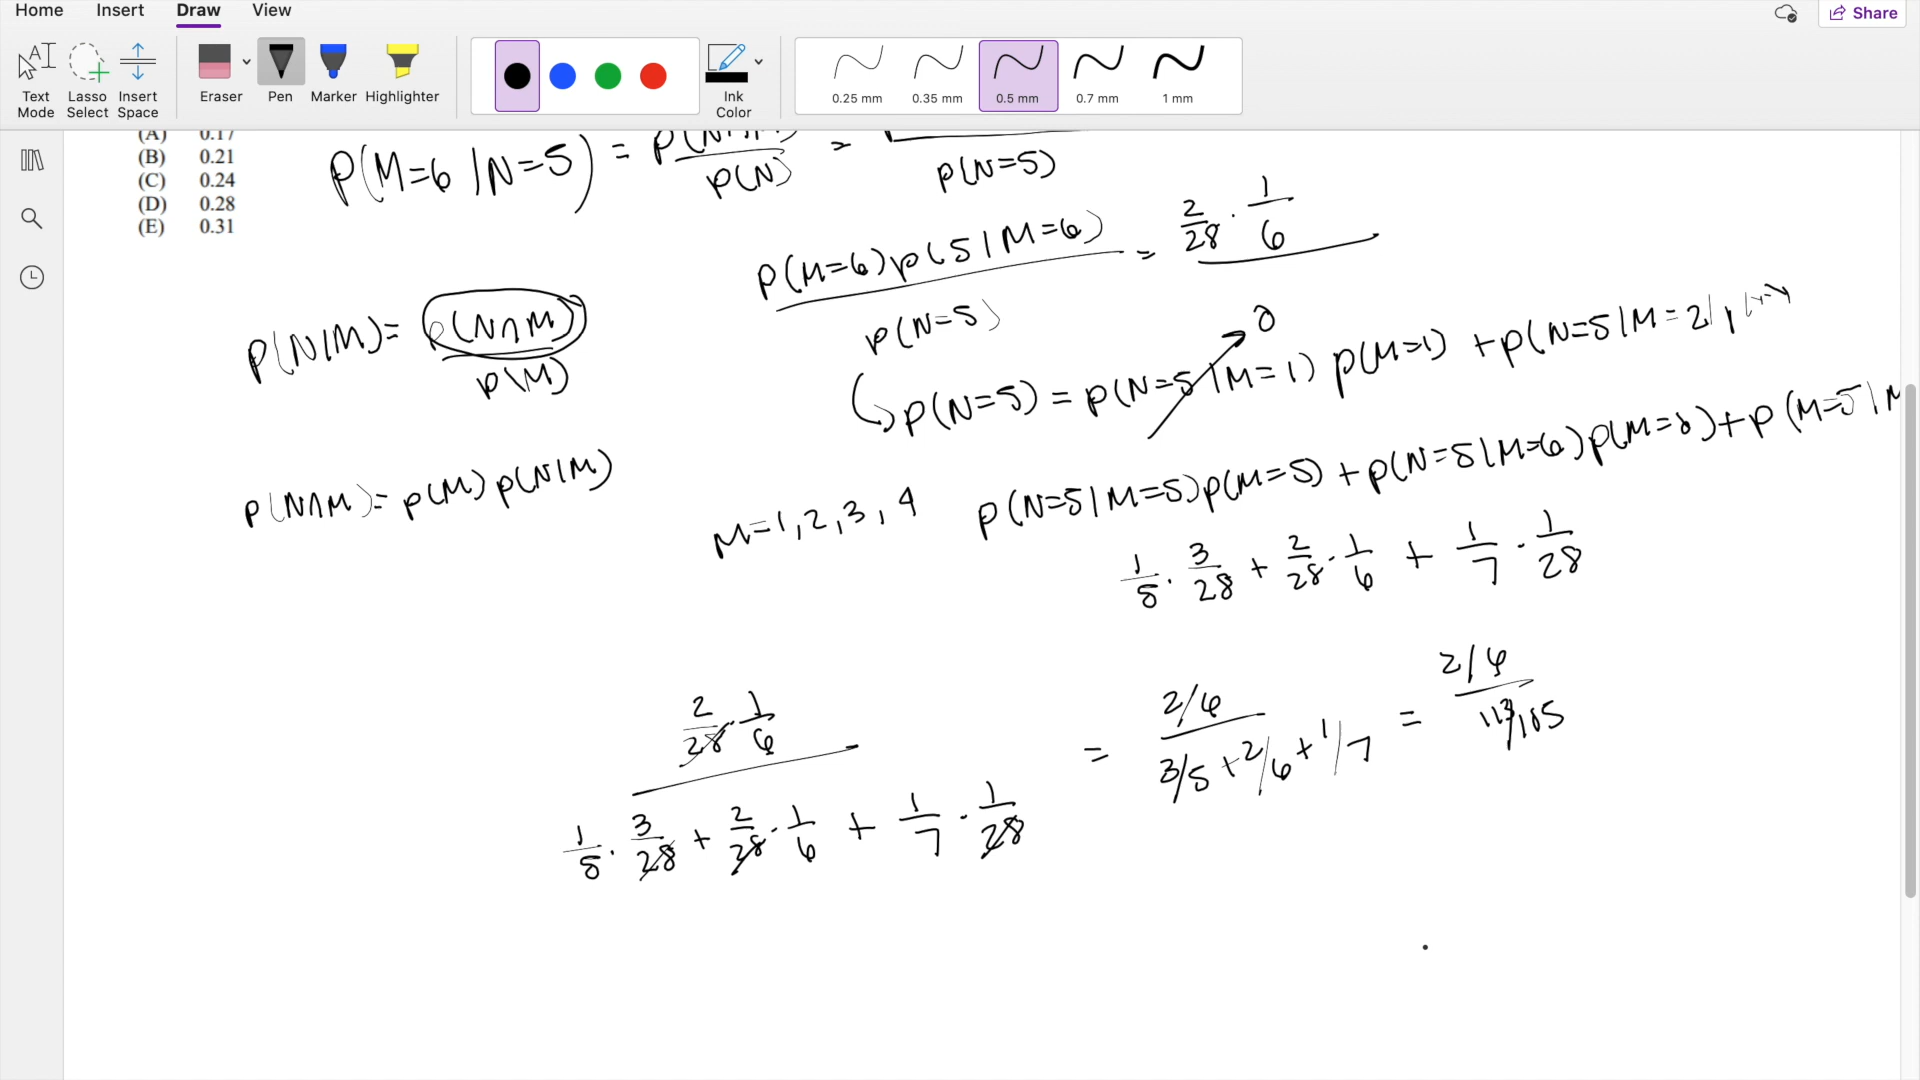 Home Insert Draw View Share
Text Mode Lasso Select Insert Space Eraser Pen Marker Highlighter Ink Color 0.25 mm 0.35 mm 0.5 mm 0.7 mm 1 mm
(A) 0.17
(B) 0.21
(C) 0.24
(D) 0.28
(E) 0.31
P(M=6 | N=5) = P(N∩M)/P(N) =
P(N=5)
P(M=6) P(5 | M=6) / P(N=5) = 2/28 · 1/6
P(N|M) = P(N∩M) / P(M)
0
P(N=5) = P(N=5 | M=1) P(M=1) + P(N=5 | M=2)
P(N∩M) = P(M) P(N|M)
M=1,2,3,4
P(N=5 | M=5) P(M=5) + P(N=5 | M=6) P(M=6) + P(M=5 | M
1/5 · 3/28 + 2/28 · 1/6 + 1/7 · 1/28
2/28 · 1/6
1/5 · 3/28 + 2/28 · 1/6 + 1/7 · 1/28
= 2/6 / 3/5 + 2/6 + 1/7 = 2/6 / 113/105